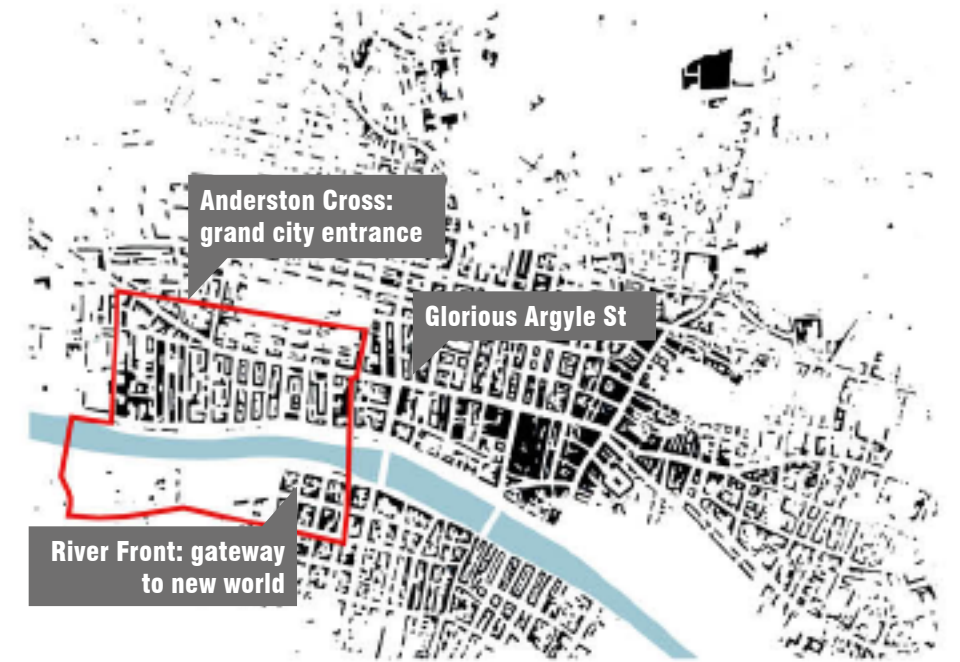 Anderston Cross:
grand city entrance
Glorious Argyle St
River Front: gateway
to new world